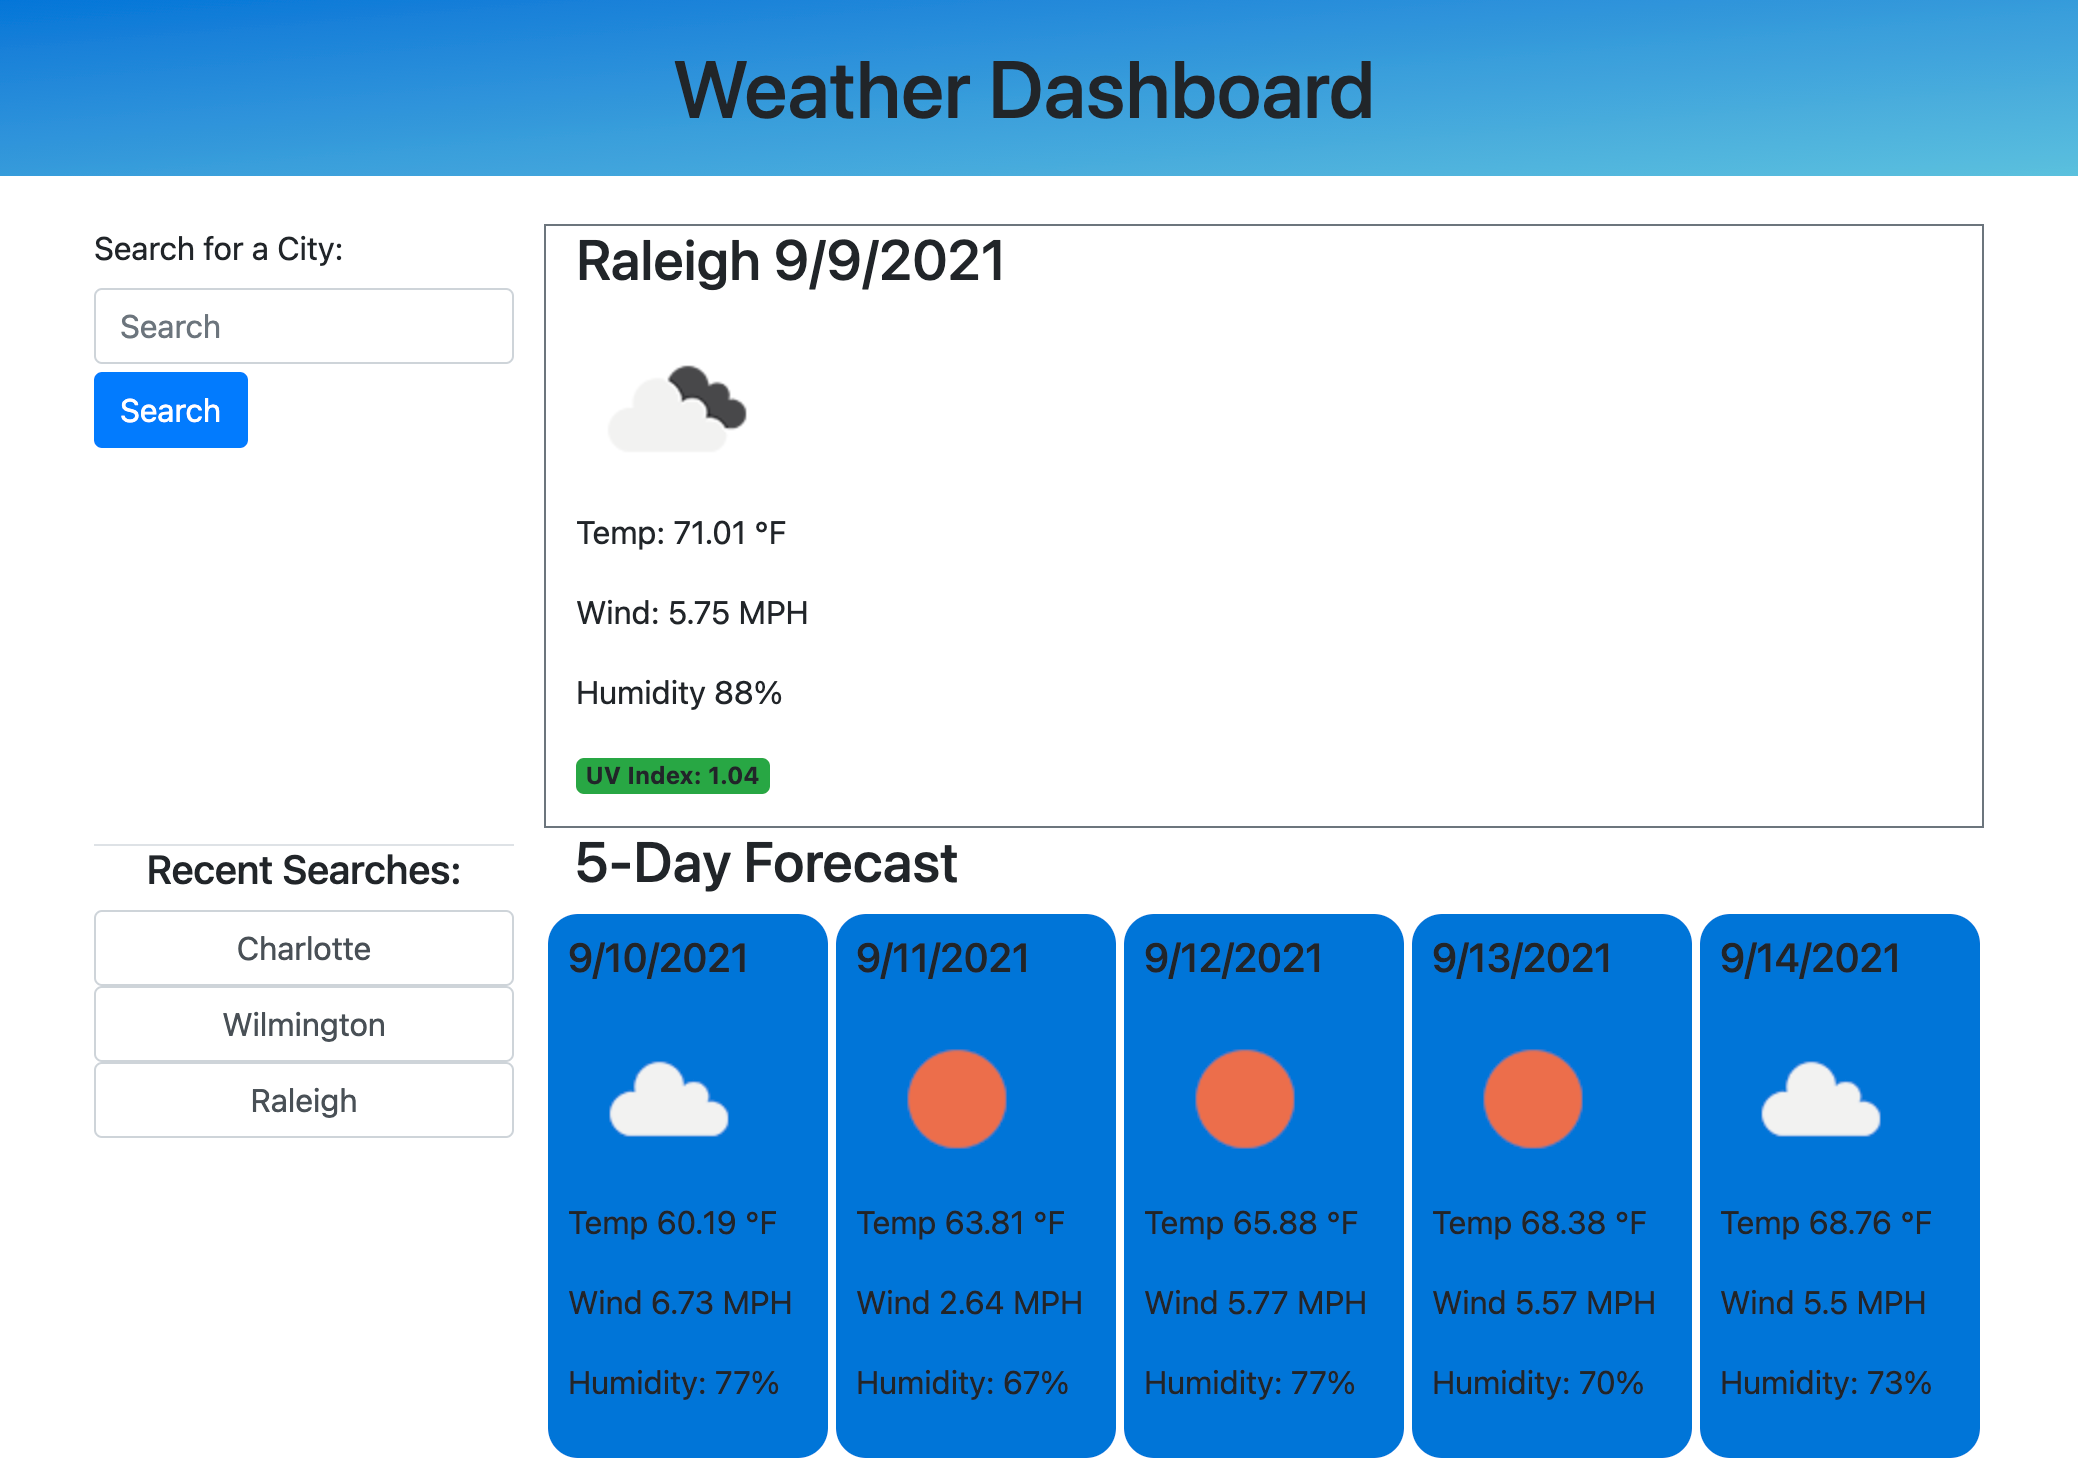 Weather Dashboard
Search for a City:
Search
Search
Raleigh 9/9/2021
Temp: 71.01 °F
Wind: 5.75 MPH
Humidity 88%
UV Index: 1.04
Recent Searches:
Charlotte
Wilmington
Raleigh
5-Day Forecast
9/10/2021
Temp 60.19 °F
Wind 6.73 MPH
Humidity: 77%
9/11/2021
Temp 63.81 °F
Wind 2.64 MPH
Humidity: 67%
9/12/2021
Temp 65.88 °F
Wind 5.77 MPH
Humidity: 77%
9/13/2021
Temp 68.38 °F
Wind 5.57 MPH
Humidity: 70%
9/14/2021
Temp 68.76 °F
Wind 5.5 MPH
Humidity: 73%